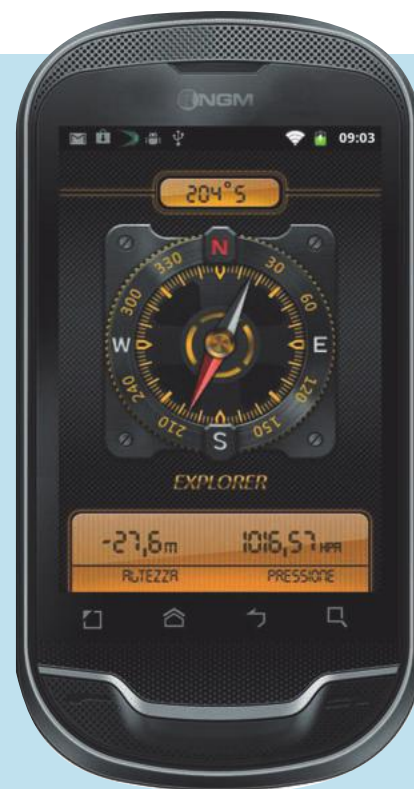 NGM
09:03
204°S
N
330
30
300
60
W
E
240
120
210
150
S
EXPLORER
-27,6m 1016,57 HPA
ALTEZZA PRESSIONE